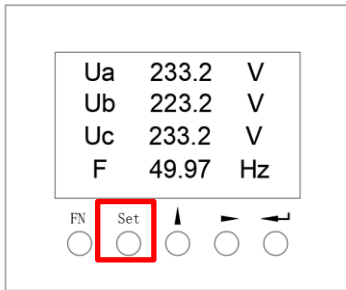 Ua 233.2 V
Ub 223.2 V
Uc 233.2 V
F 49.97 Hz
FN Set